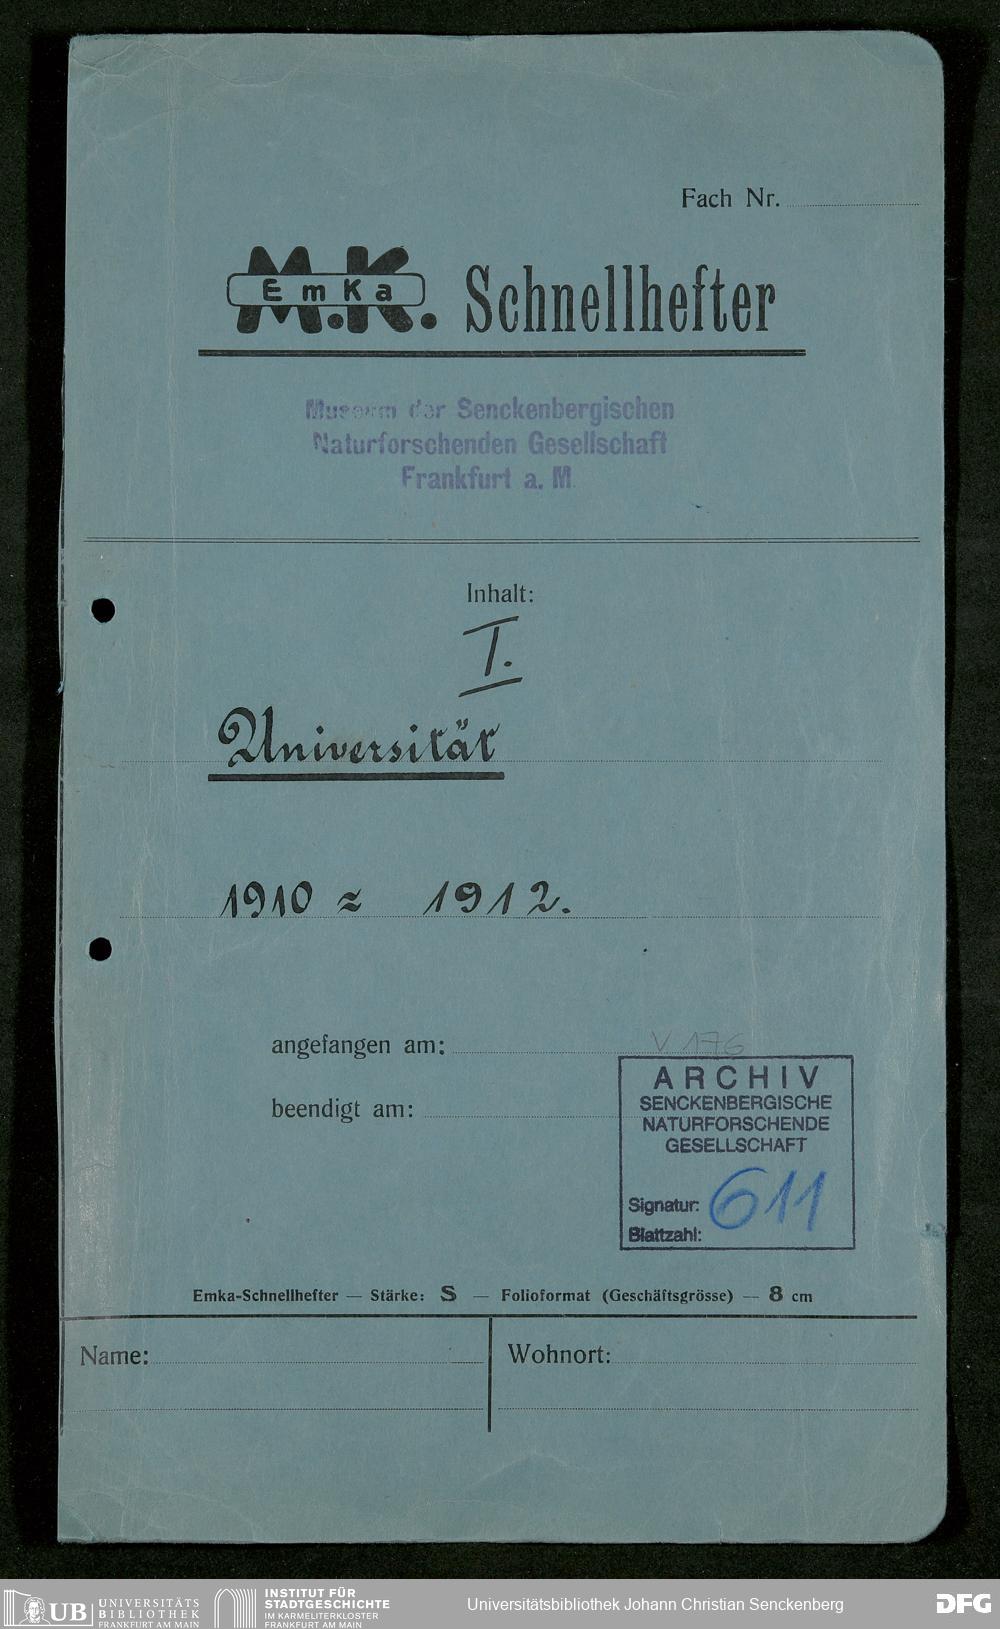 Fach Nr.
M.K.
EmKa
Schnellhefter
Museum der Senckenbergischen
Naturforschenden Gesellschaft
Frankfurt a. M.
Inhalt:
I.
Universität
1910 = 1912.
angefangen am:
V 176
beendigt am:
ARCHIV
SENCKENBERGISCHE
NATURFORSCHENDE
GESELLSCHAFT
Signatur: 611
Blattzahl:
Emka-Schnellhefter — Stärke: S — Folioformat (Geschäftsgrösse) — 8 cm
Name:
Wohnort:
UB
UNIVERSITÄTS
BIBLIOTHEK
FRANKFURT AM MAIN
INSTITUT FÜR
STADTGESCHICHTE
IM KARMELITERKLOSTER
FRANKFURT AM MAIN
Universitätsbibliothek Johann Christian Senckenberg
DFG